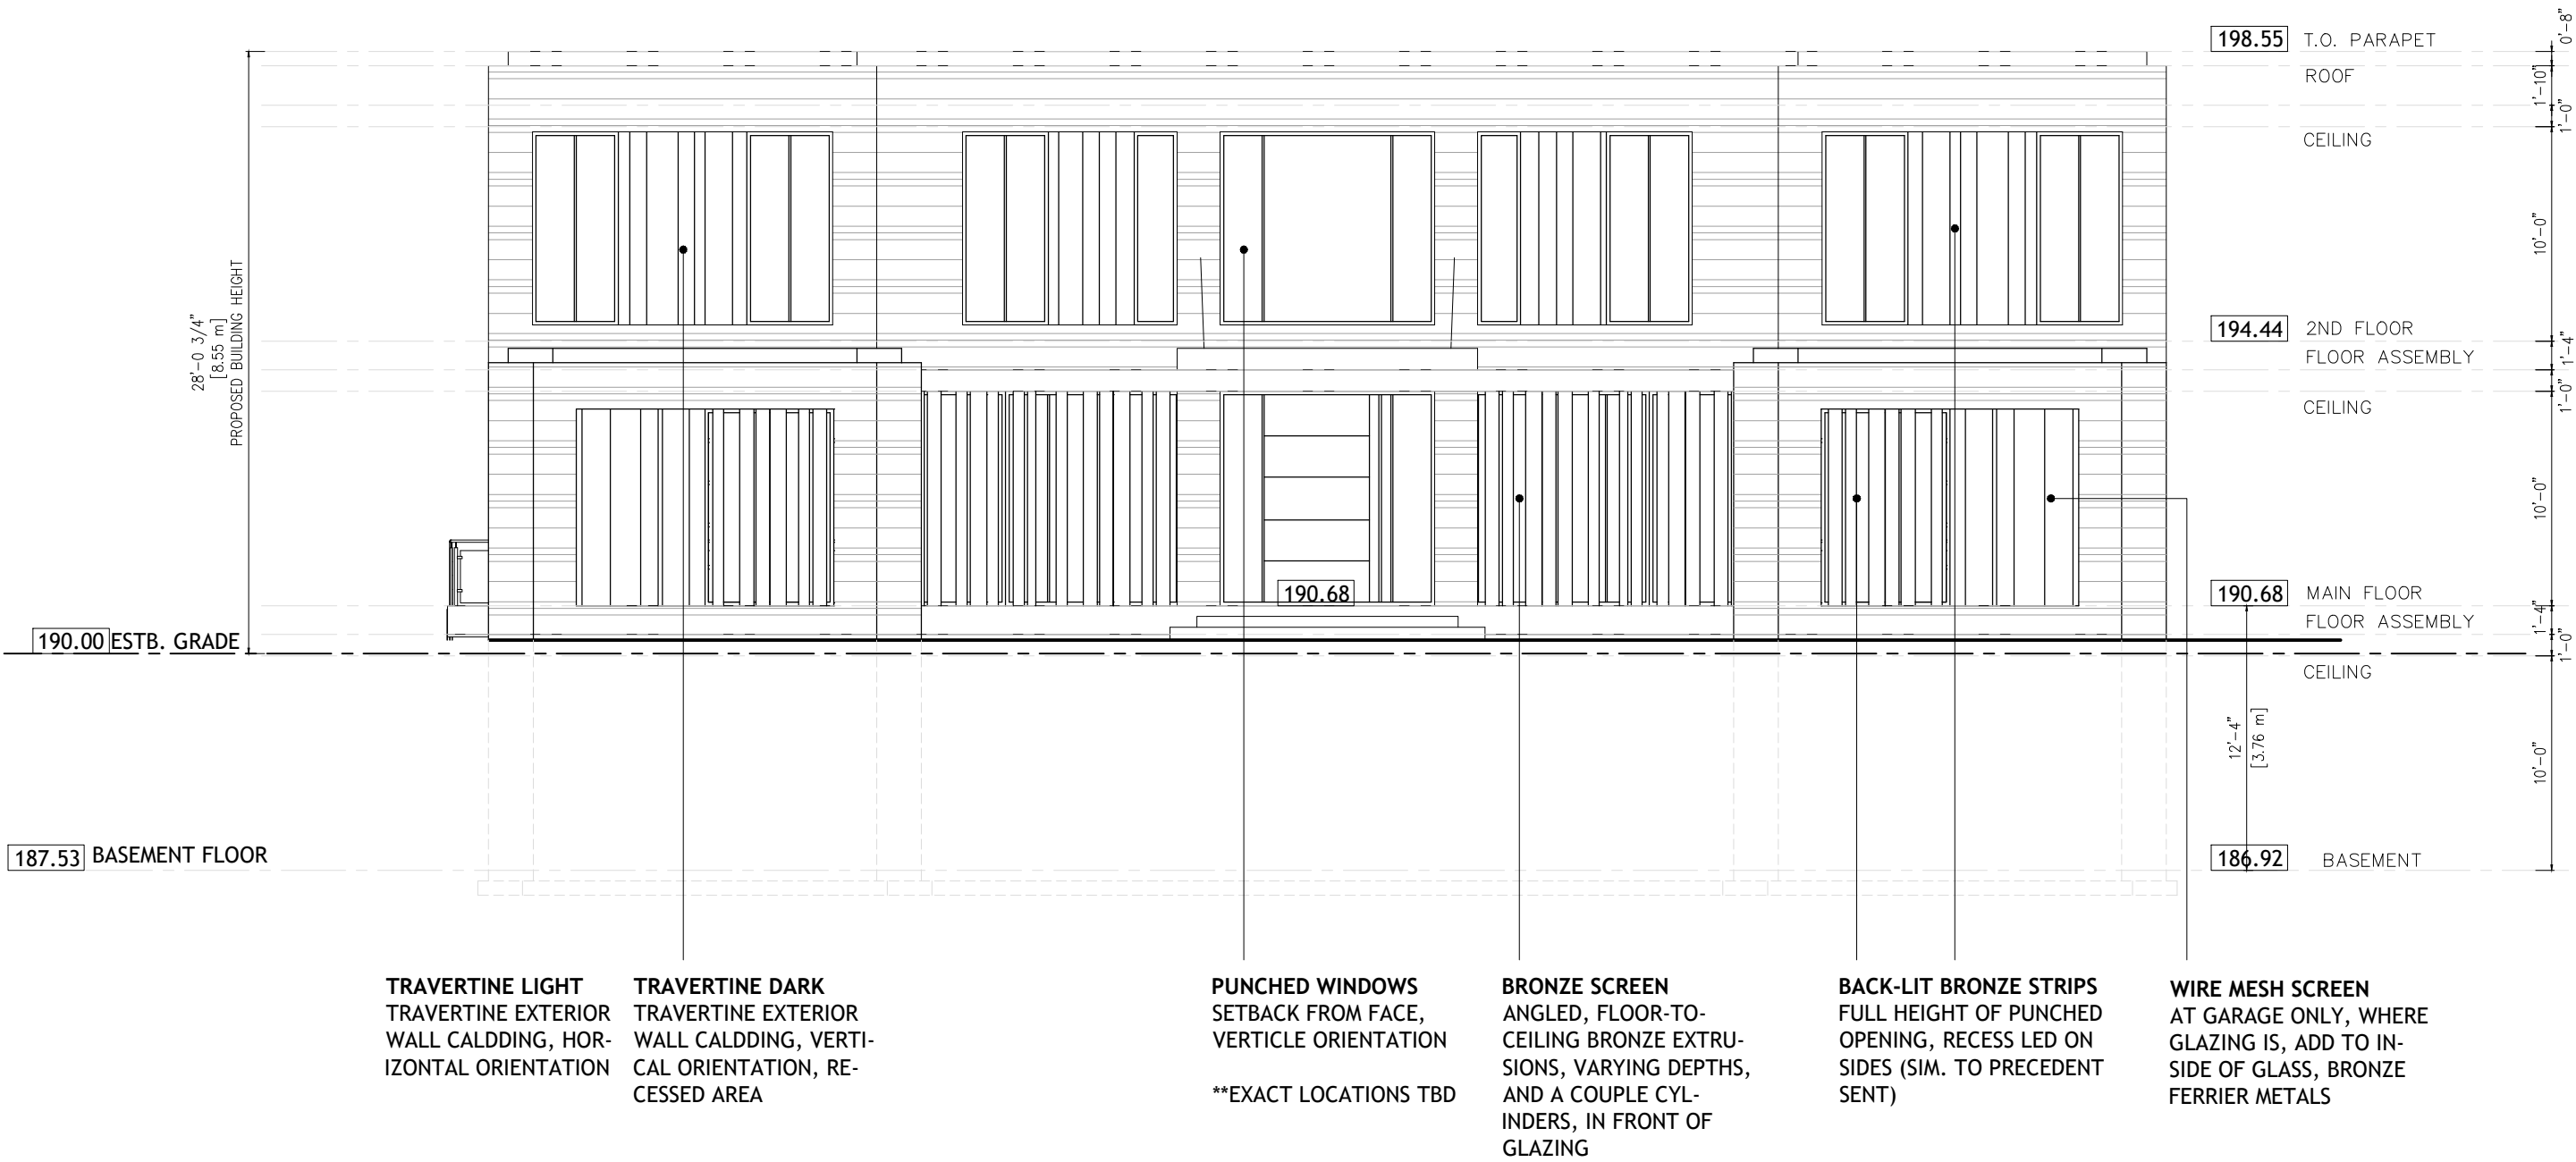 198.55 T.O. PARAPET
0'-8"
ROOF
1'-10"
1'-0"
CEILING
10'-0"
28'-0 3/4"
[8.55 m]
PROPOSED BUILDING HEIGHT
194.44 2ND FLOOR
FLOOR ASSEMBLY
1'-4"
1'-0"
CEILING
10'-0"
190.68
190.68 MAIN FLOOR
FLOOR ASSEMBLY
1'-4"
1'-0"
190.00 ESTB. GRADE
CEILING
12'-4"
[3.76 m]
10'-0"
187.53 BASEMENT FLOOR
186.92 BASEMENT
TRAVERTINE LIGHT
TRAVERTINE EXTERIOR
WALL CALDDING, HOR-
IZONTAL ORIENTATION
TRAVERTINE DARK
TRAVERTINE EXTERIOR
WALL CALDDING, VERTI-
CAL ORIENTATION, RE-
CESSED AREA
PUNCHED WINDOWS
SETBACK FROM FACE,
VERTICLE ORIENTATION
**EXACT LOCATIONS TBD
BRONZE SCREEN
ANGLED, FLOOR-TO-
CEILING BRONZE EXTRU-
SIONS, VARYING DEPTHS,
AND A COUPLE CYL-
INDERS, IN FRONT OF
GLAZING
BACK-LIT BRONZE STRIPS
FULL HEIGHT OF PUNCHED
OPENING, RECESS LED ON
SIDES (SIM. TO PRECEDENT
SENT)
WIRE MESH SCREEN
AT GARAGE ONLY, WHERE
GLAZING IS, ADD TO IN-
SIDE OF GLASS, BRONZE
FERRIER METALS